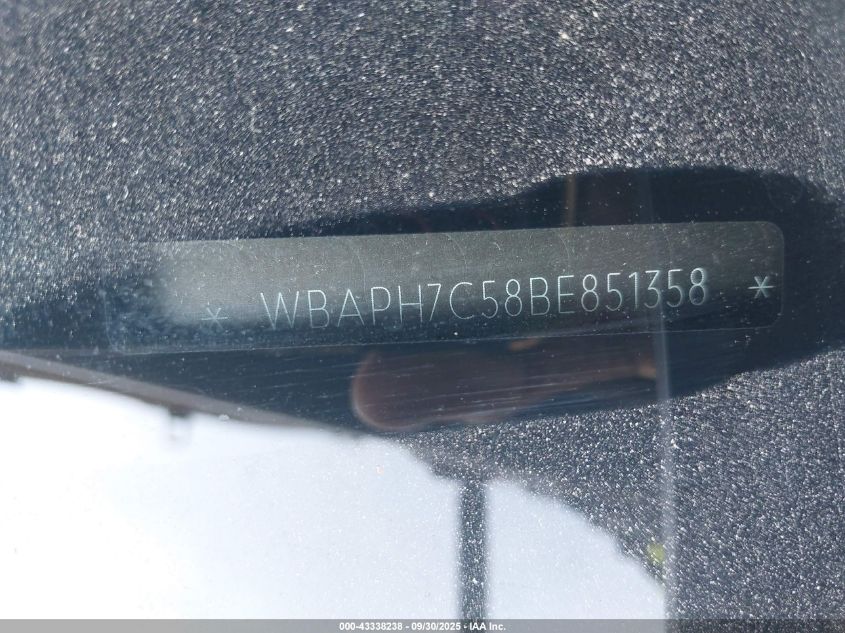 * WBAPH7C58BE851358 *
000-43338238 - 09/30/2025 - IAA Inc.